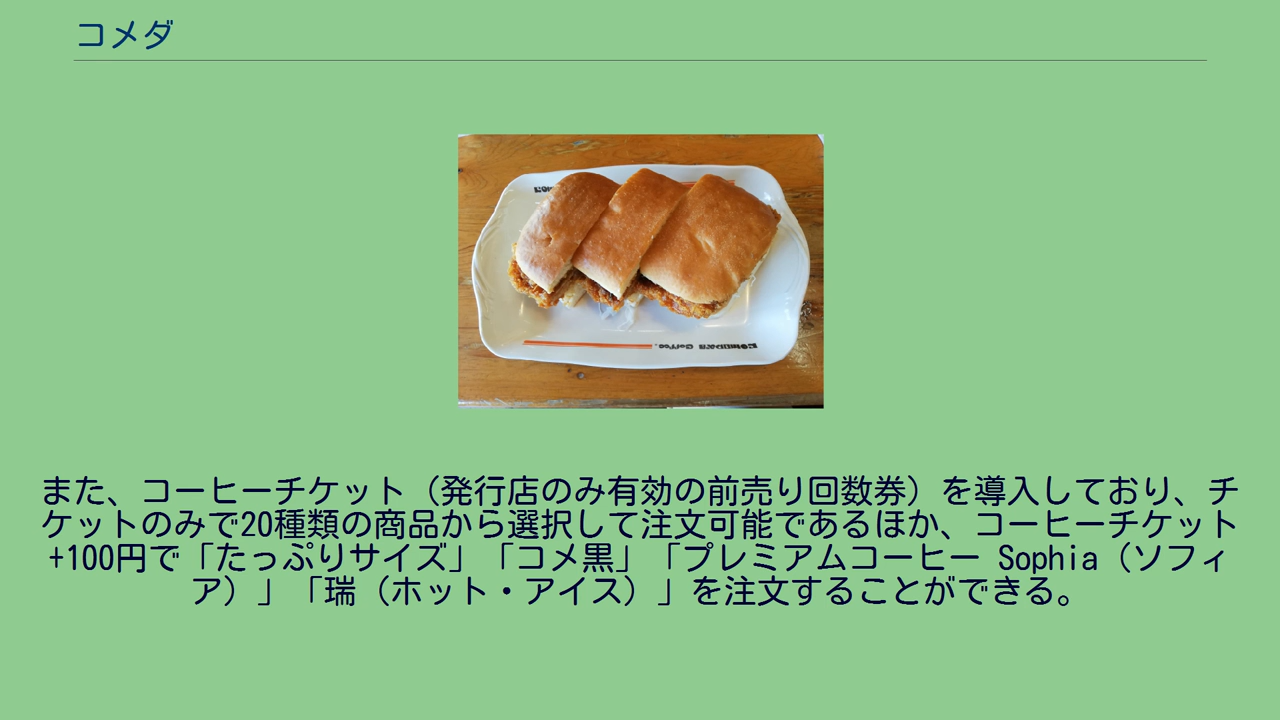 コメダ
また、コーヒーチケット（発行店のみ有効の前売り回数券）を導入しており、チ
ケットのみで20種類の商品から選択して注文可能であるほか、コーヒーチケット
+100円で「たっぷりサイズ」「コメ黒」「プレミアムコーヒー Sophia（ソフィ
ア）」「瑞（ホット・アイス）」を注文することができる。